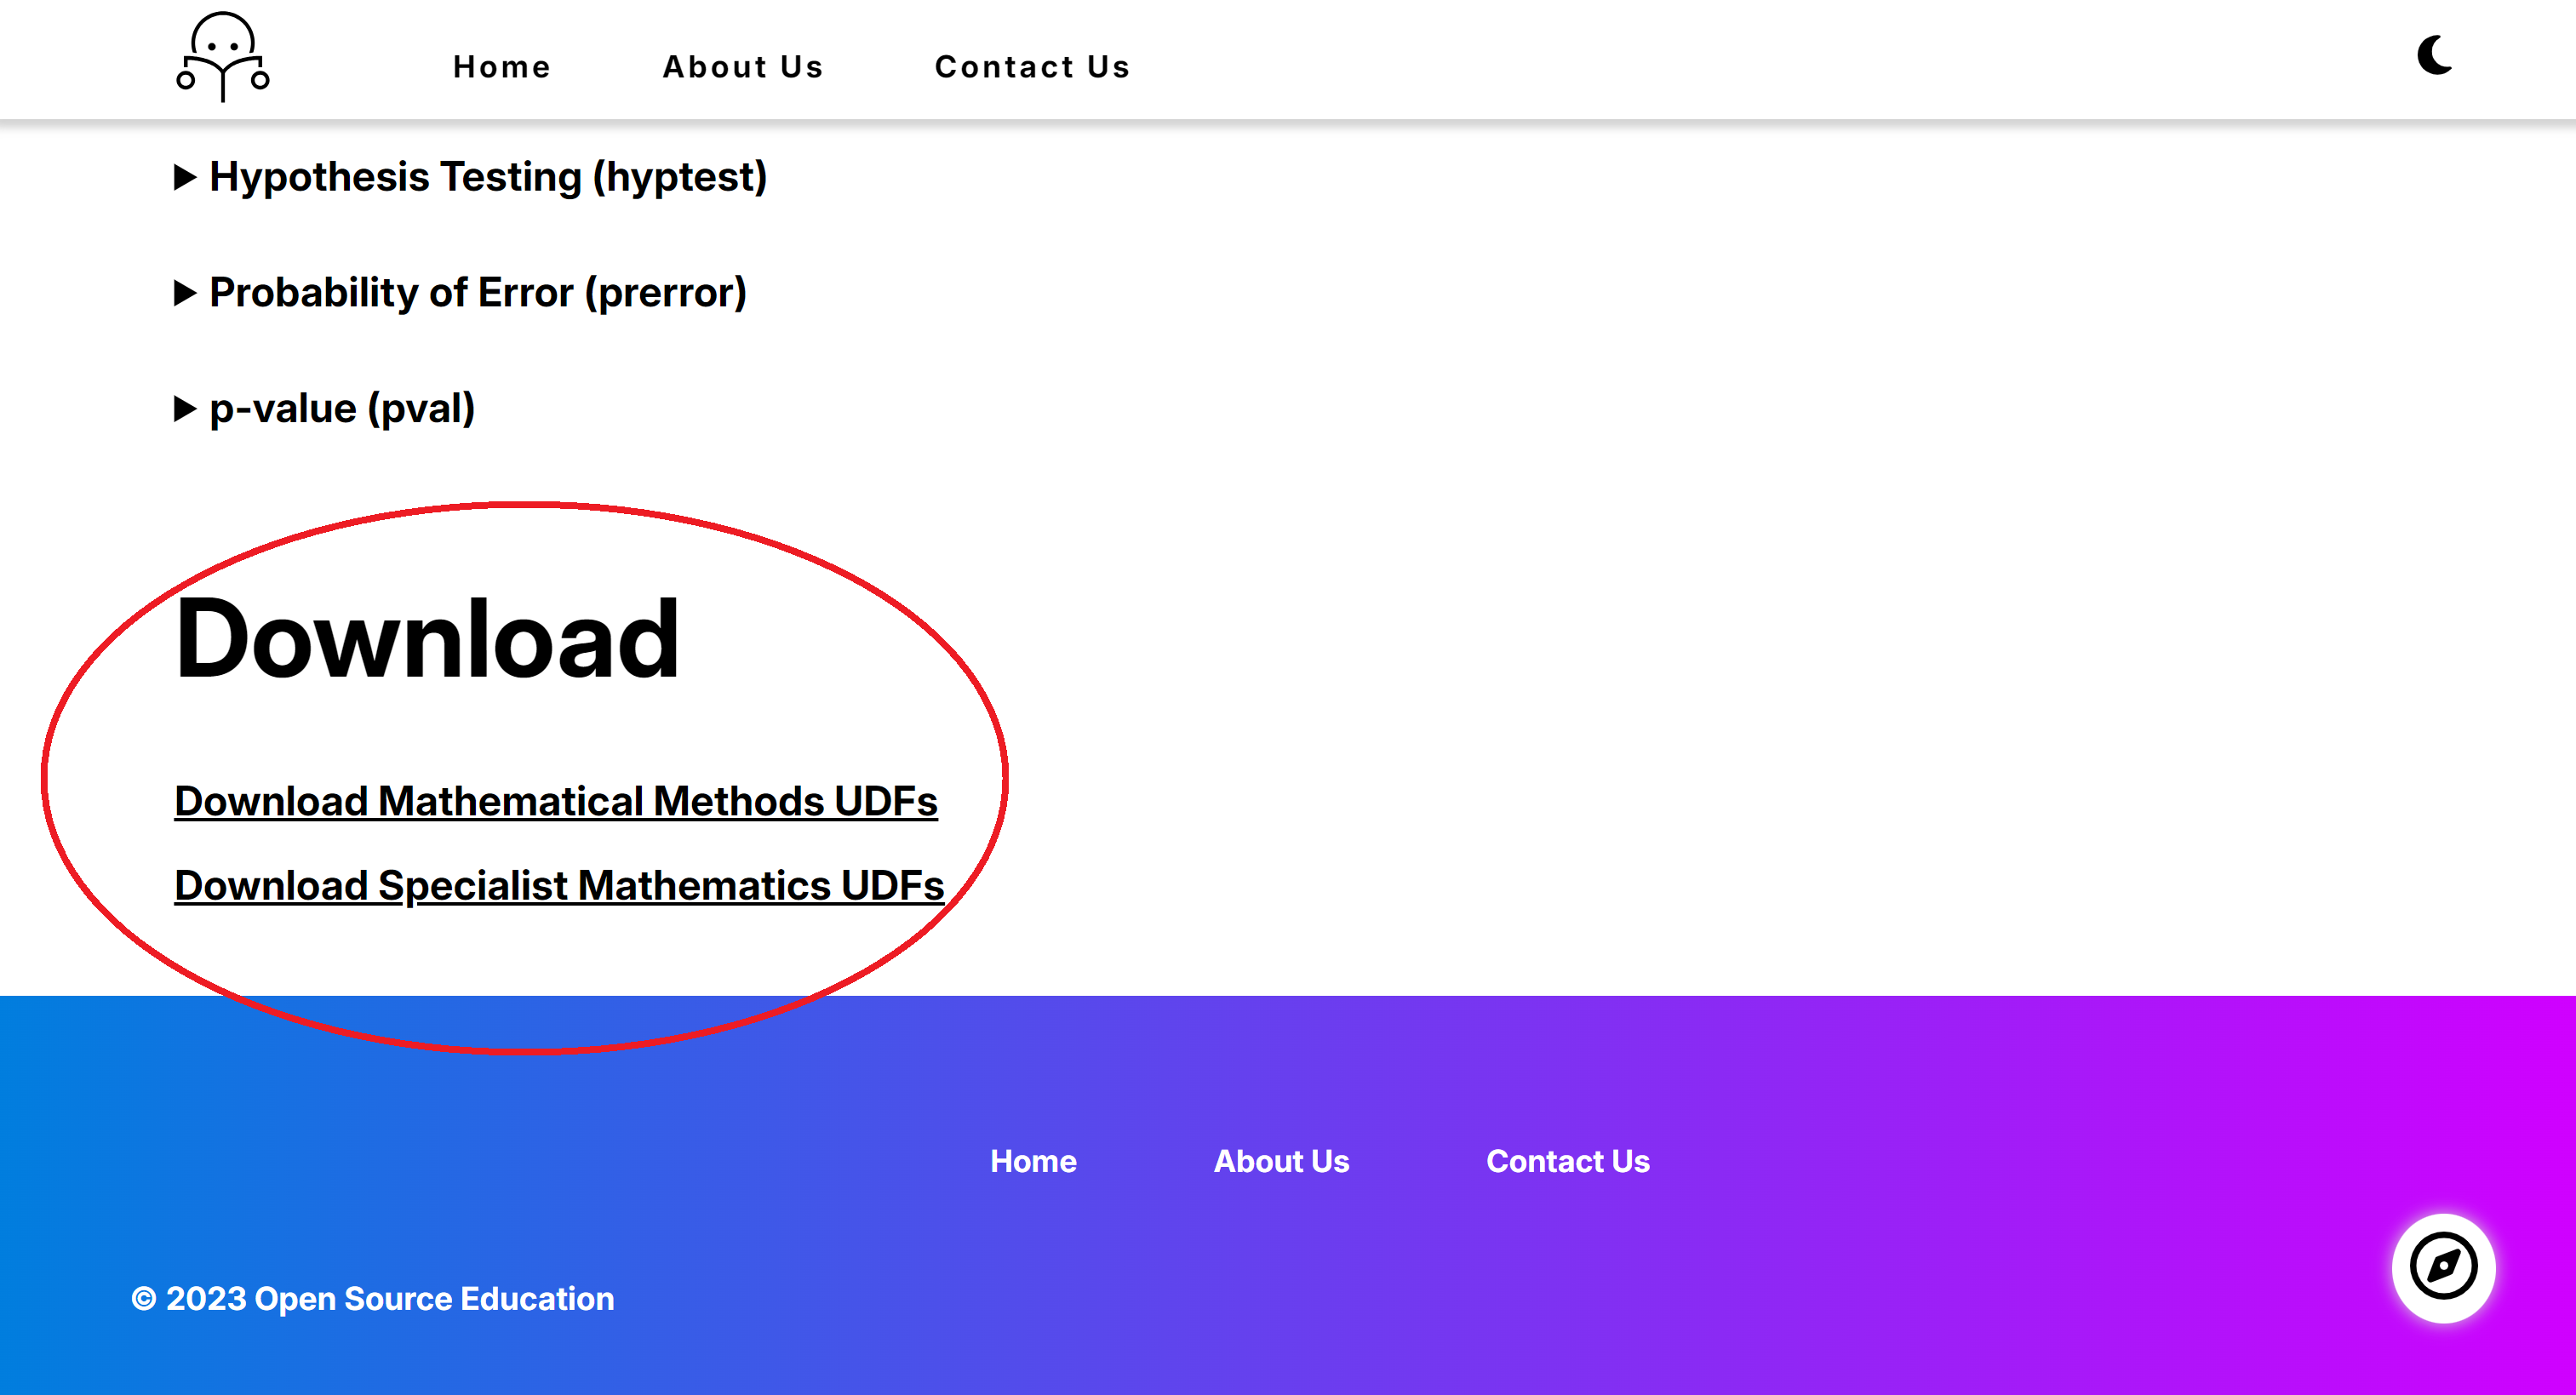 Home About Us Contact Us
Hypothesis Testing (hyptest)
Probability of Error (prerror)
p-value (pval)
Download
Download Mathematical Methods UDFs
Download Specialist Mathematics UDFs
Home About Us Contact Us
© 2023 Open Source Education